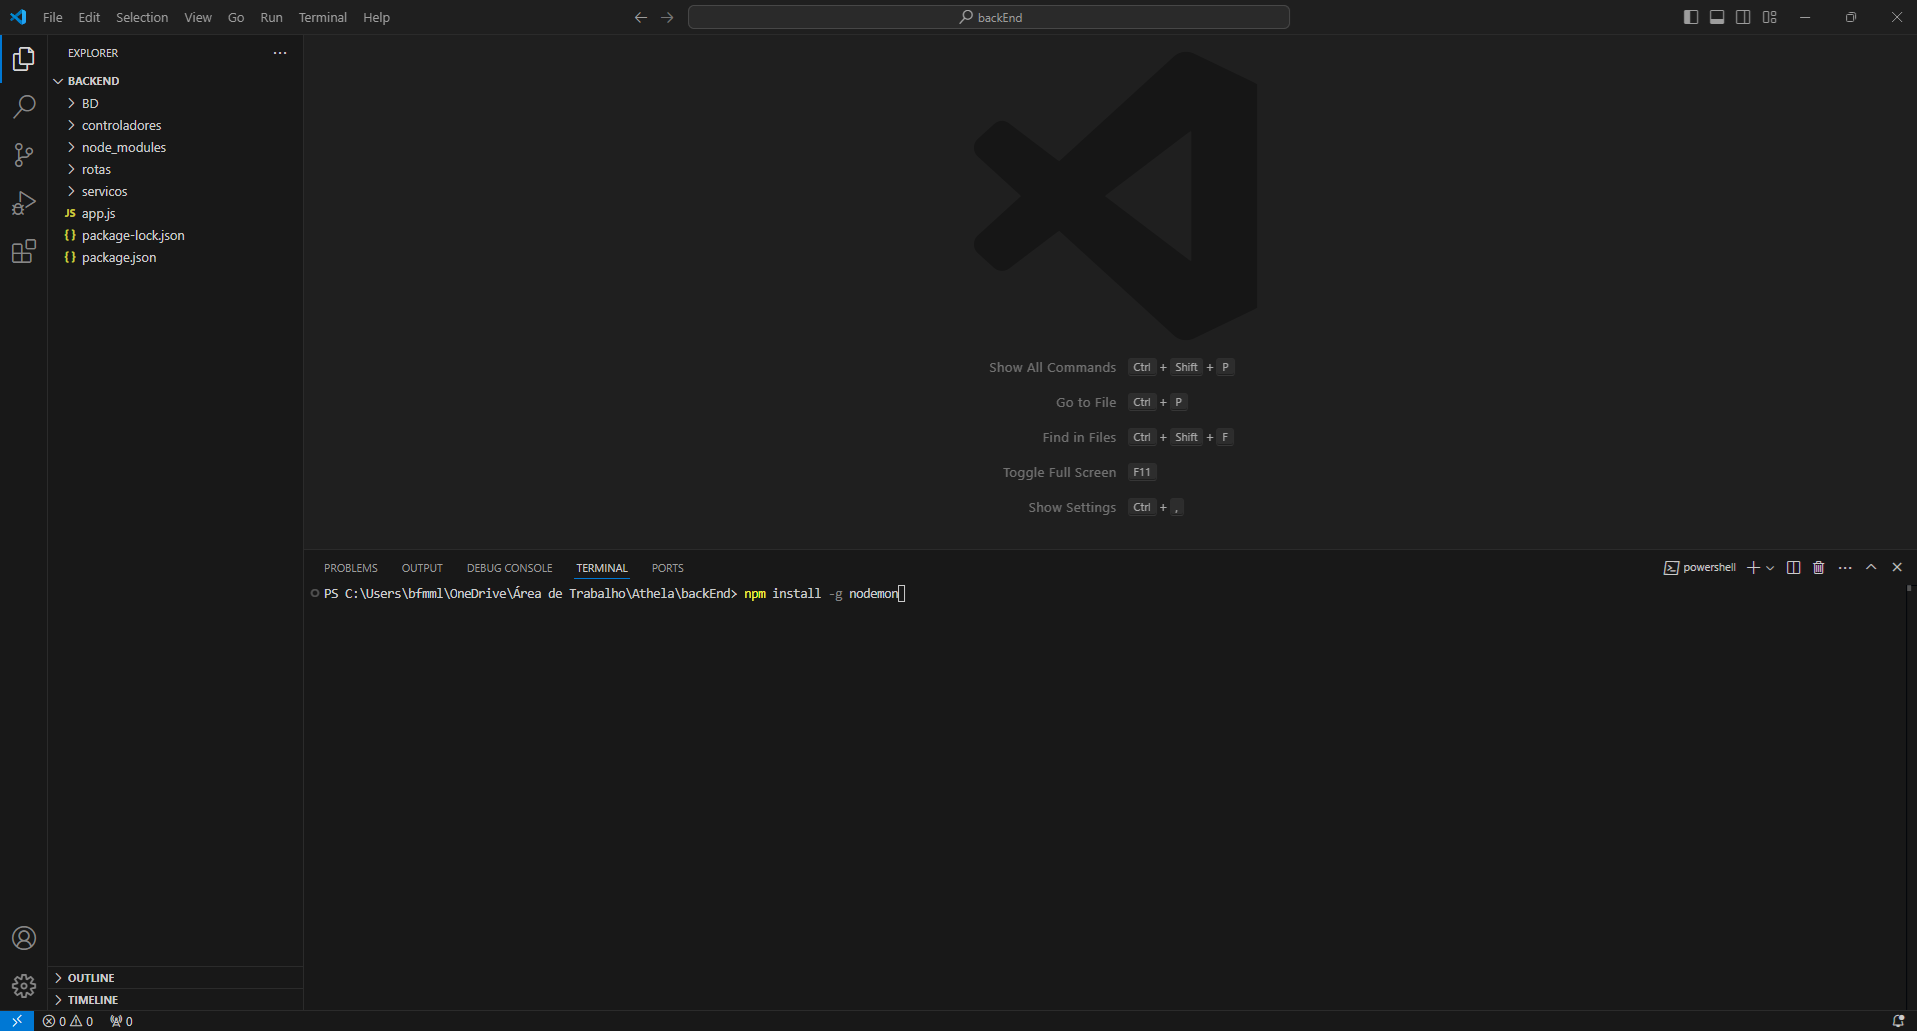 File Edit Selection View Go Run Terminal Help
backEnd
EXPLORER
BACKEND
BD
controladores
node_modules
rotas
servicos
JS app.js
{} package-lock.json
{} package.json
Show All Commands Ctrl + Shift + P
Go to File Ctrl + P
Find in Files Ctrl + Shift + F
Toggle Full Screen F11
Show Settings Ctrl + ,
PROBLEMS OUTPUT DEBUG CONSOLE TERMINAL PORTS
powershell
PS C:\Users\bfmml\OneDrive\Área de Trabalho\Athela\backEnd> npm install -g nodemon
OUTLINE
TIMELINE
0 0 0